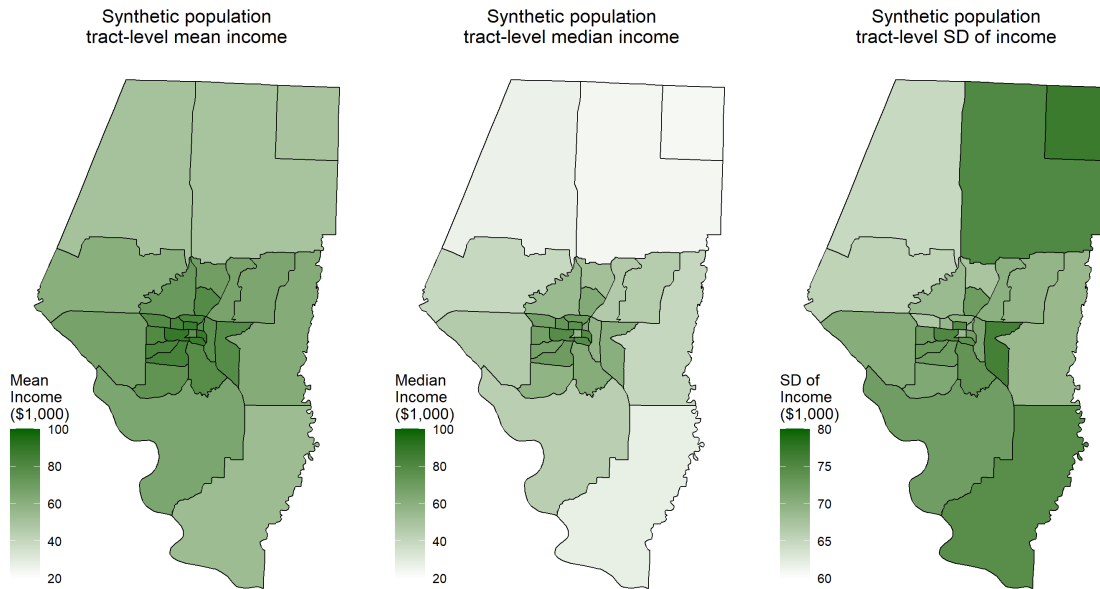 Synthetic population
tract-level mean income
Mean
Income
($1,000)
100
80
60
40
20
Synthetic population
tract-level median income
Median
Income
($1,000)
100
80
60
40
20
Synthetic population
tract-level SD of income
SD of
Income
($1,000)
80
75
70
65
60